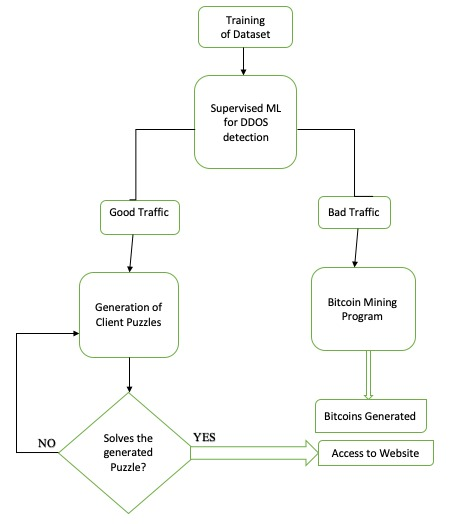 Training
of Dataset
Supervised ML
for DDOS
detection
Good Traffic
Bad Traffic
Generation of
Client Puzzles
Bitcoin Mining
Program
Bitcoins Generated
NO
Solves the
generated
Puzzle?
YES
Access to Website